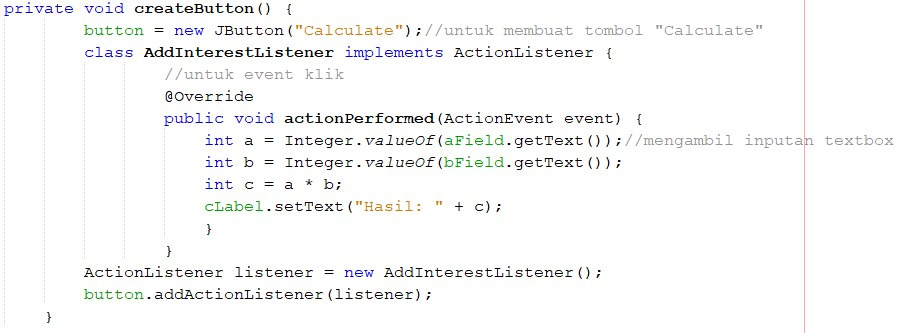 private void createButton() {
button = new JButton("Calculate");//untuk membuat tombol "Calculate"
class AddInterestListener implements ActionListener {
//untuk event klik
@Override
public void actionPerformed(ActionEvent event) {
int a = Integer.valueOf(aField.getText());//mengambil inputan textbox
int b = Integer.valueOf(bField.getText());
int c = a * b;
cLabel.setText("Hasil: " + c);
}
}
ActionListener listener = new AddInterestListener();
button.addActionListener(listener);
}